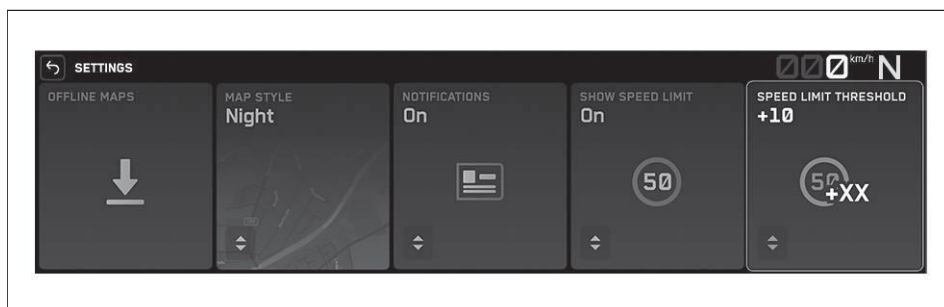 SETTINGS
000 km/h N
OFFLINE MAPS
MAP STYLE
Night
NOTIFICATIONS
On
SHOW SPEED LIMIT
On
50
SPEED LIMIT THRESHOLD
+10
50
+XX